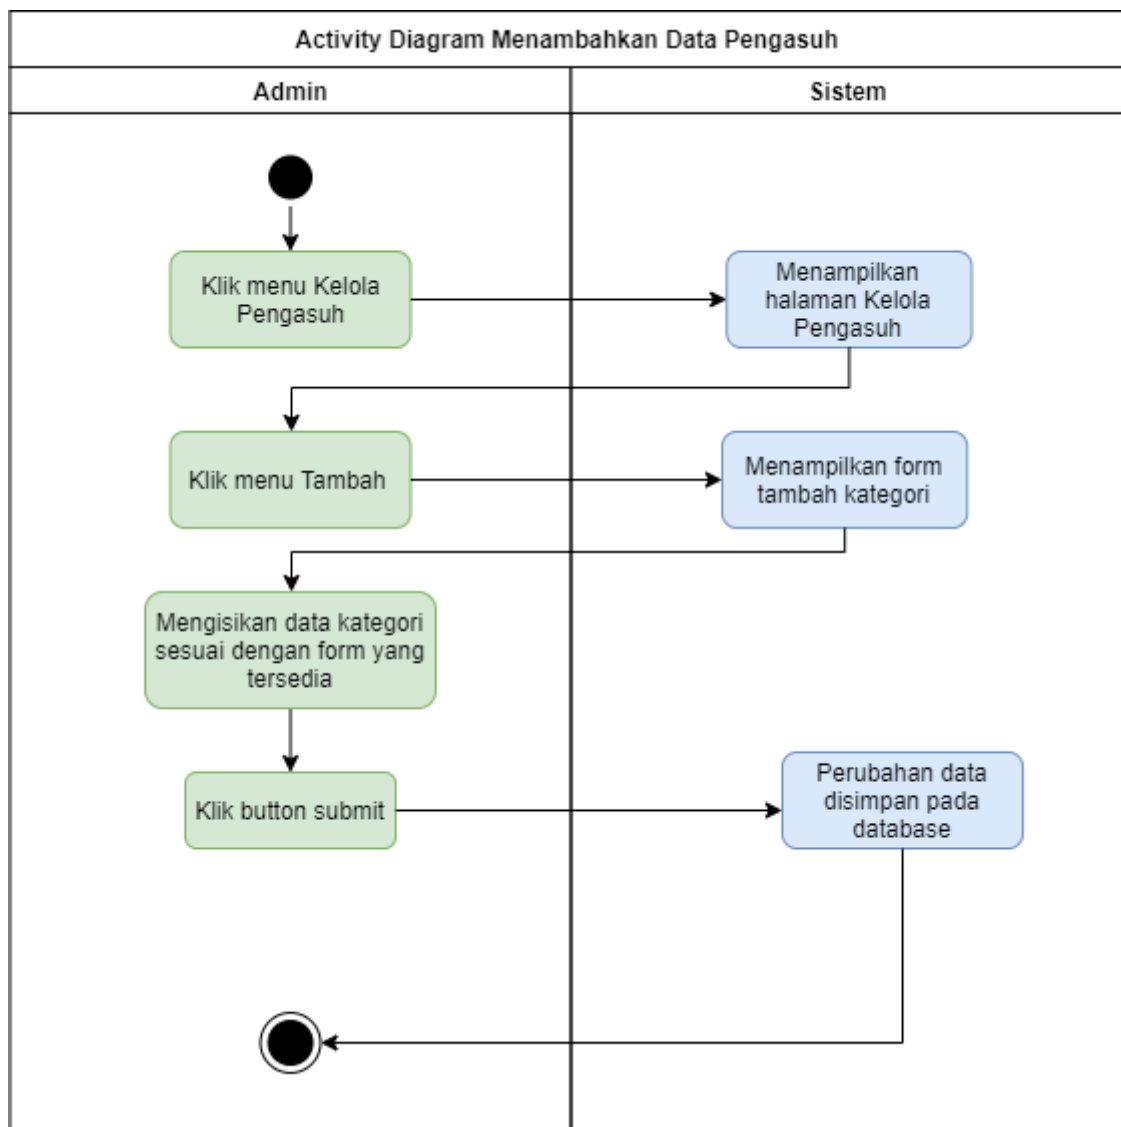 Activity Diagram Menambahkan Data Pengasuh
Admin
Sistem
Klik menu Kelola
Pengasuh
Menampilkan
halaman Kelola
Pengasuh
Klik menu Tambah
Menampilkan form
tambah kategori
Mengisikan data kategori
sesuai dengan form yang
tersedia
Klik button submit
Perubahan data
disimpan pada
database